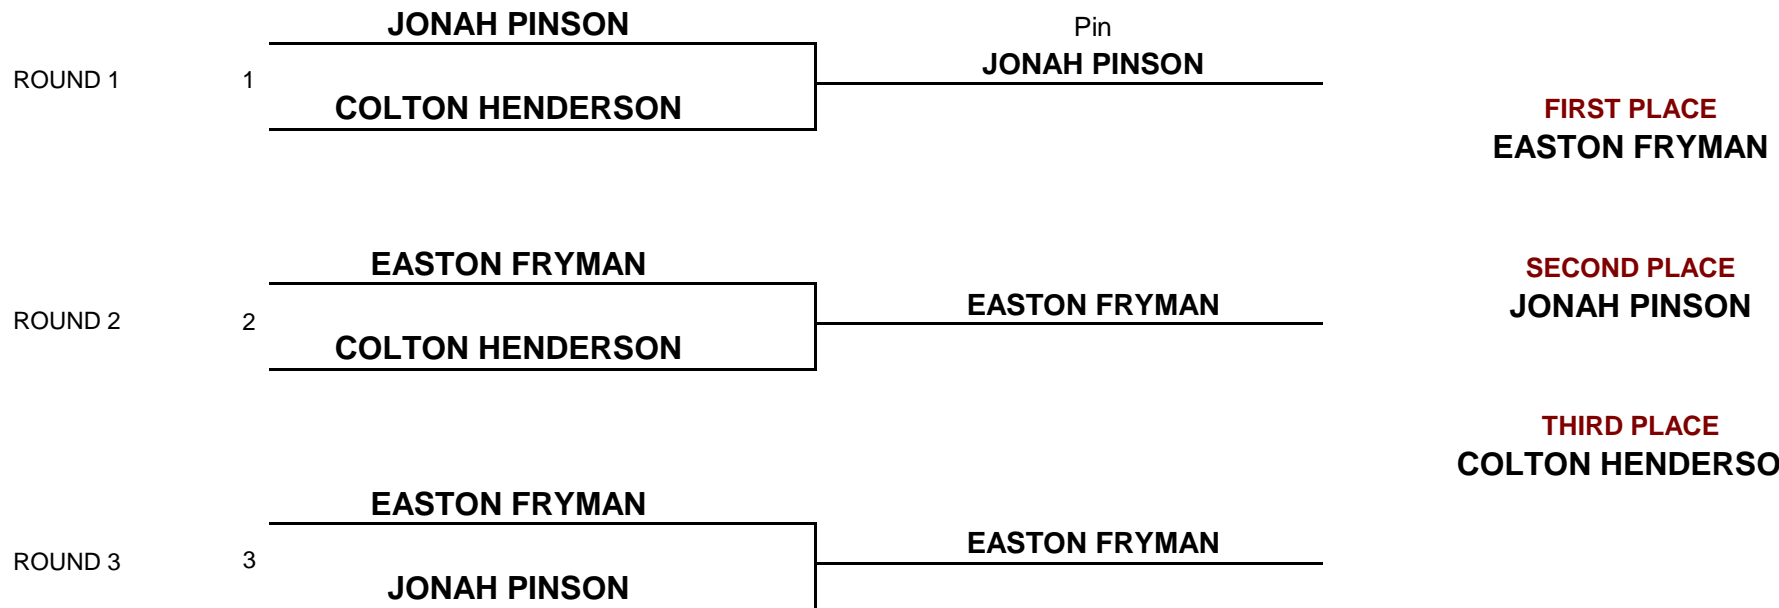 JONAH PINSON
Pin
ROUND 1
1
JONAH PINSON
COLTON HENDERSON
FIRST PLACE
EASTON FRYMAN
EASTON FRYMAN
SECOND PLACE
ROUND 2
2
EASTON FRYMAN
JONAH PINSON
COLTON HENDERSON
THIRD PLACE
COLTON HENDERSO
EASTON FRYMAN
ROUND 3
3
EASTON FRYMAN
JONAH PINSON